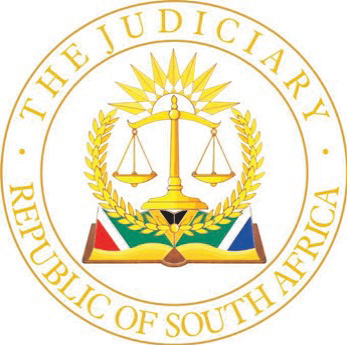 · THE JUDICIARY ·
REPUBLIC OF SOUTH AFRICA